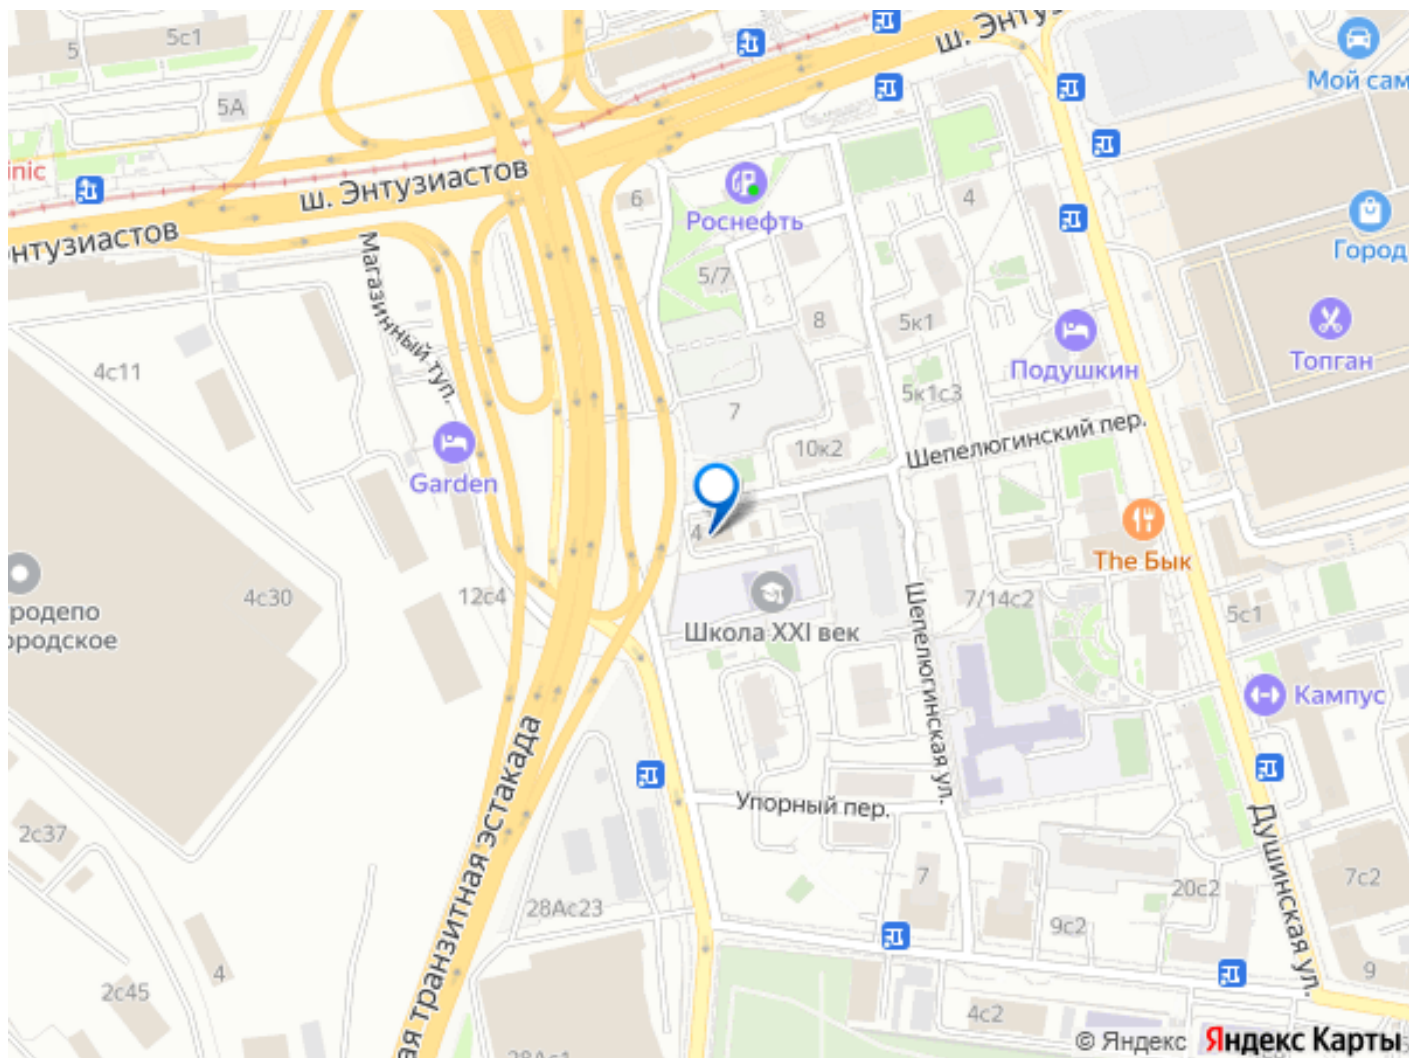 5
5с1
5А
inic
ш. Энтузиастов
ш. Энтуз
нтузиастов
Мой сам
Роснефть
6
4
5/7
Город
Магазинный туп.
8
5к1
Подушкин
Топган
4с11
5к1с3
7
10к2
Шепелюгинский пер.
Garden
4
The Бык
родепо
ородское
4с30
12с4
Школа XXI век
7/14с2
5с1
Шепелюгинская ул.
Кампус
Упорный пер.
ая транзитная эстакада
2с37
Душинская ул.
7
20с2
7с2
28Ас23
9с2
4
2с45
9
4с2
28Ас1
© Яндекс Яндекс Карты